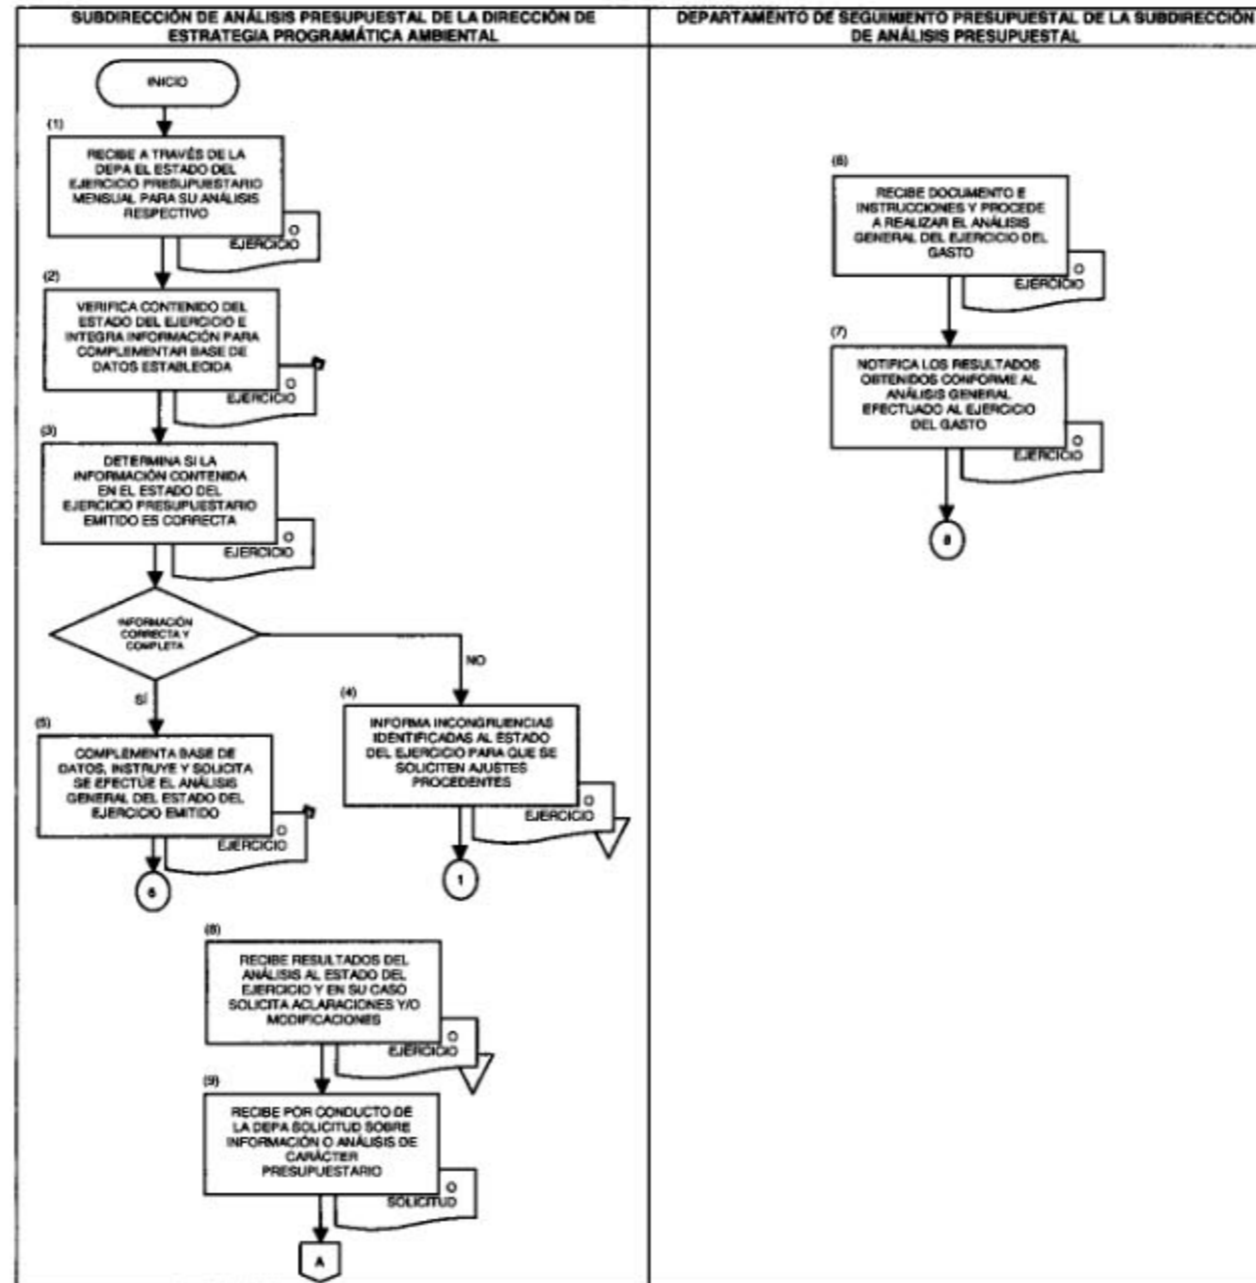 SUBDIRECCIÓN DE ANÁLISIS PRESUPUESTAL DE LA DIRECCIÓN DE
ESTRATEGIA PROGRAMÁTICA AMBIENTAL
DEPARTAMENTO DE SEGUIMIENTO PRESUPUESTAL DE LA SUBDIRECCIÓN
DE ANÁLISIS PRESUPUESTAL
INICIO
(1)
RECIBE A TRAVÉS DE LA
DEPA EL ESTADO DEL
EJERCICIO PRESUPUESTARIO
MENSUAL PARA SU ANÁLISIS
RESPECTIVO
O
EJERCICIO
(2)
VERIFICA CONTENIDO DEL
ESTADO DEL EJERCICIO E
INTEGRA INFORMACIÓN PARA
COMPLEMENTAR BASE DE
DATOS ESTABLECIDA
O
EJERCICIO
(3)
DETERMINA SI LA
INFORMACIÓN CONTENIDA
EN EL ESTADO DEL
EJERCICIO PRESUPUESTARIO
EMITIDO ES CORRECTA
O
EJERCICIO
INFORMACIÓN
CORRECTA Y
COMPLETA
NO
SÍ
(4)
INFORMA INCONGRUENCIAS
IDENTIFICADAS AL ESTADO
DEL EJERCICIO PARA QUE SE
SOLICITEN AJUSTES
PROCEDENTES
O
EJERCICIO
1
(5)
COMPLEMENTA BASE DE
DATOS, INSTRUYE Y SOLICITA
SE EFECTÚE EL ANÁLISIS
GENERAL DEL ESTADO DEL
EJERCICIO EMITIDO
O
EJERCICIO
6
(6)
RECIBE DOCUMENTO E
INSTRUCCIONES Y PROCEDE
A REALIZAR EL ANÁLISIS
GENERAL DEL EJERCICIO DEL
GASTO
O
EJERCICIO
(7)
NOTIFICA LOS RESULTADOS
OBTENIDOS CONFORME AL
ANÁLISIS GENERAL
EFECTUADO AL EJERCICIO
DEL GASTO
O
EJERCICIO
8
(8)
RECIBE RESULTADOS DEL
ANÁLISIS AL ESTADO DEL
EJERCICIO Y EN SU CASO
SOLICITA ACLARACIONES Y/O
MODIFICACIONES
O
EJERCICIO
(9)
RECIBE POR CONDUCTO DE
LA DEPA SOLICITUD SOBRE
INFORMACIÓN O ANÁLISIS DE
CARÁCTER
PRESUPUESTARIO
O
SOLICITUD
A